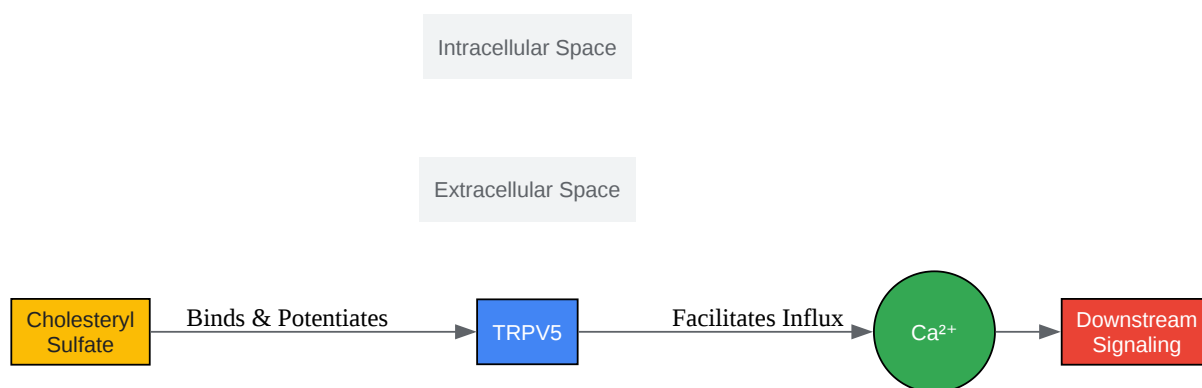 Intracellular Space
Extracellular Space
Cholesteryl
Sulfate
Binds & Potentiates
TRPV5
Facilitates Influx
Ca²⁺
Downstream
Signaling